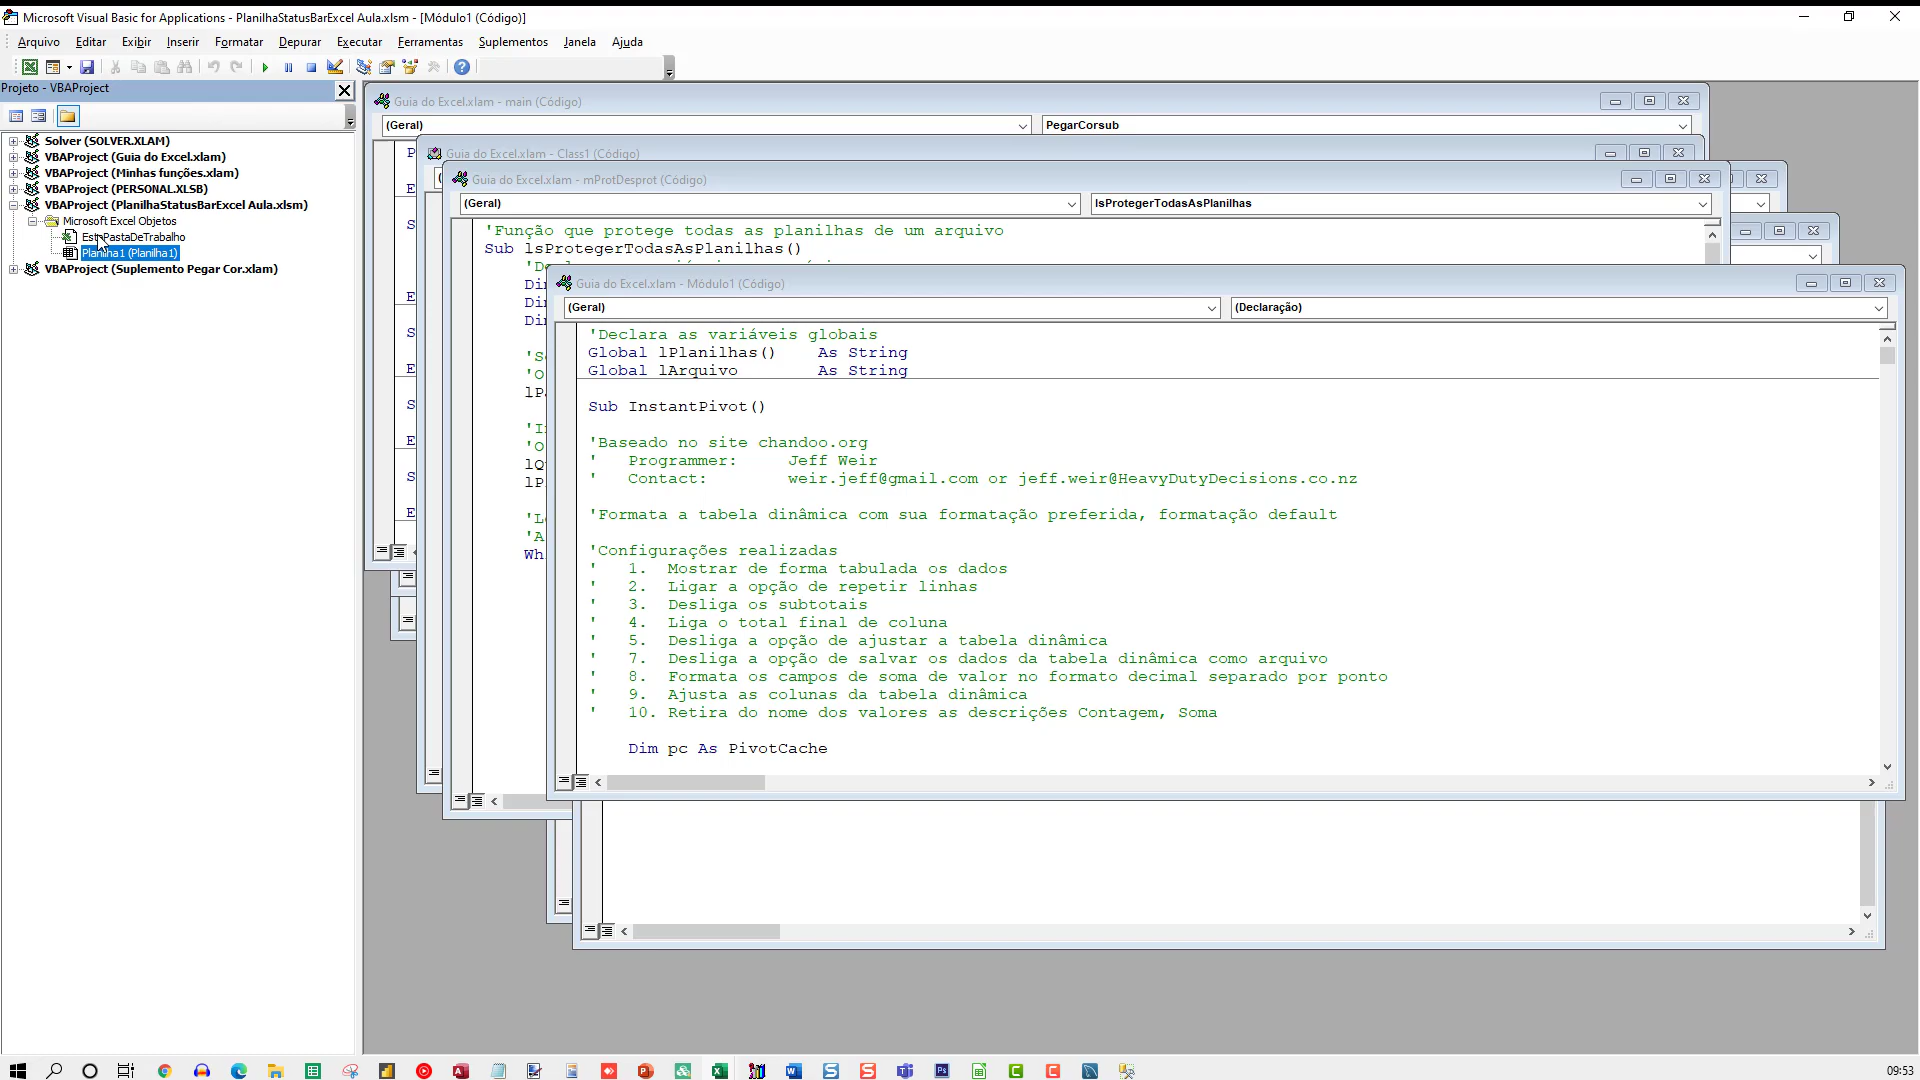 Microsoft Visual Basic for Applications - PlanilhaStatusBarExcel Aula.xlsm - [Módulo1 (Código)]
Arquivo Editar Exibir Inserir Formatar Depurar Executar Ferramentas Suplementos Janela Ajuda
Projeto - VBAProject
Solver (SOLVER.XLAM)
VBAProject (Guia do Excel.xlam)
VBAProject (Minhas funções.xlam)
VBAProject (PERSONAL.XLSB)
VBAProject (PlanilhaStatusBarExcel Aula.xlsm)
Microsoft Excel Objetos
EstaPastaDeTrabalho
Planilha1 (Planilha1)
VBAProject (Suplemento Pegar Cor.xlam)
Guia do Excel.xlam - main (Código)
(Geral) PegarCorsub
Guia do Excel.xlam - Class1 (Código)
Guia do Excel.xlam - mProtDesprot (Código)
(Geral) lsProtegerTodasAsPlanilhas
'Função que protege todas as planilhas de um arquivo
Sub lsProtegerTodasAsPlanilhas()
Guia do Excel.xlam - Módulo1 (Código)
(Geral) (Declaração)
'Declara as variáveis globais
Global lPlanilhas() As String
Global lArquivo As String
Sub InstantPivot()
'Baseado no site chandoo.org
' Programmer: Jeff Weir
' Contact: weir.jeff@gmail.com or jeff.weir@HeavyDutyDecisions.co.nz
'Formata a tabela dinâmica com sua formatação preferida, formatação default
'Configurações realizadas
' 1. Mostrar de forma tabulada os dados
' 2. Ligar a opção de repetir linhas
' 3. Desliga os subtotais
' 4. Liga o total final de coluna
' 5. Desliga a opção de ajustar a tabela dinâmica
' 7. Desliga a opção de salvar os dados da tabela dinâmica como arquivo
' 8. Formata os campos de soma de valor no formato decimal separado por ponto
' 9. Ajusta as colunas da tabela dinâmica
' 10. Retira do nome dos valores as descrições Contagem, Soma
Dim pc As PivotCache
09:53